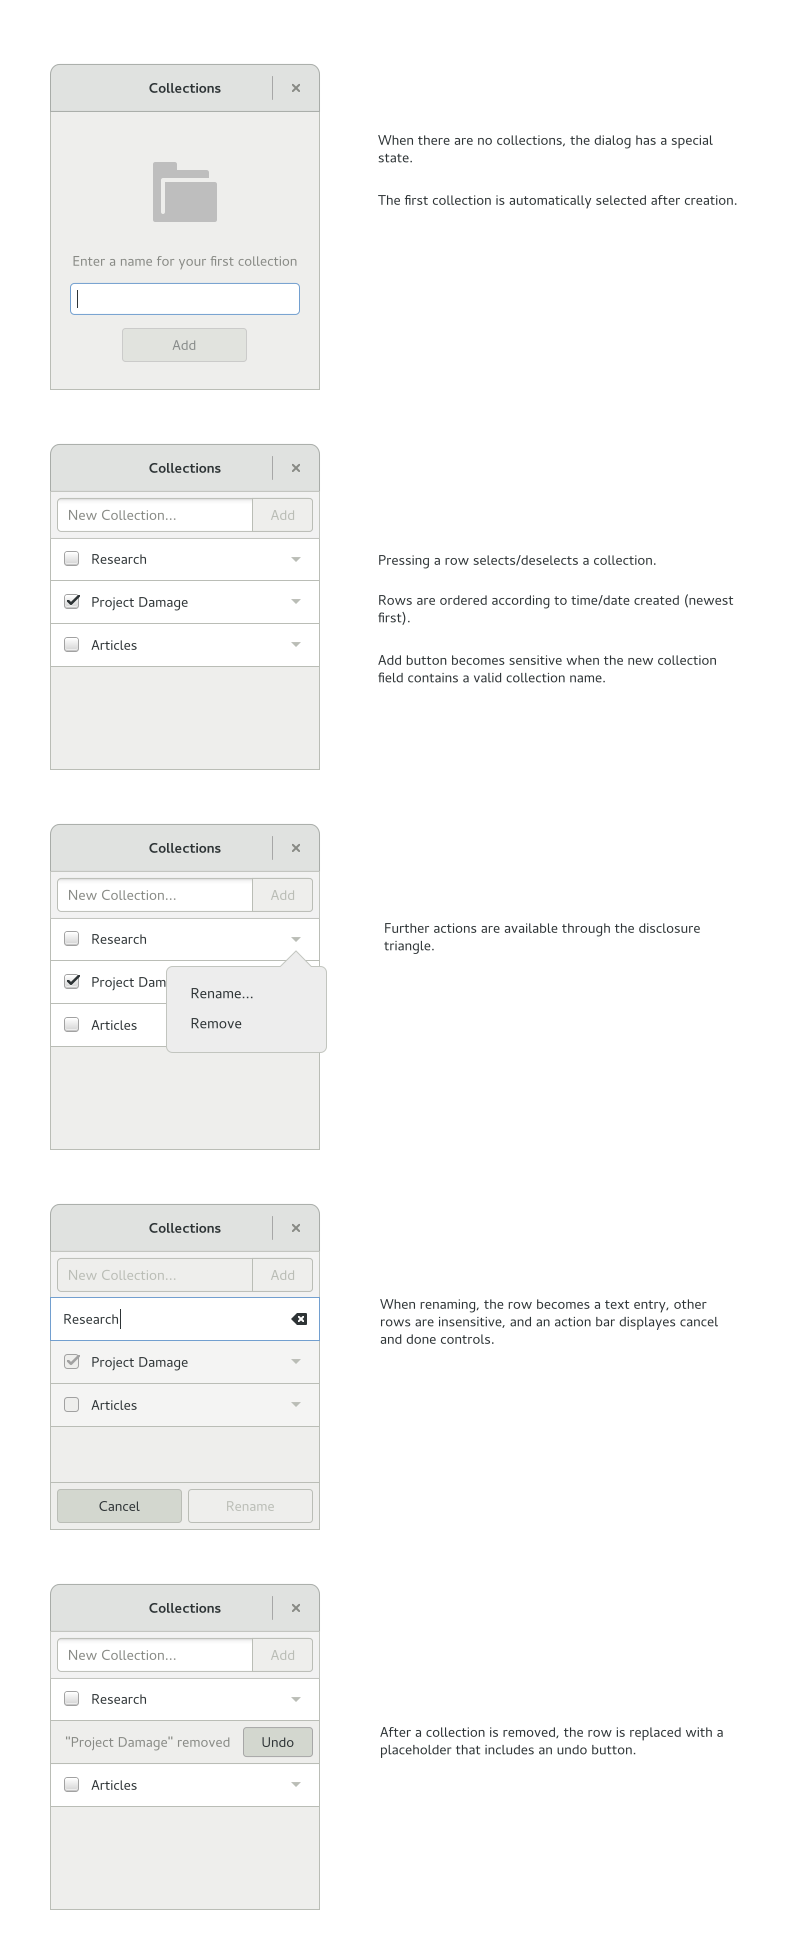 Collections
When there are no collections, the dialog has a special
state.
The first collection is automatically selected after creation.
Enter a name for your first collection
Add
Collections
New Collection... Add
Research
Project Damage
Articles
Pressing a row selects/deselects a collection.
Rows are ordered according to time/date created (newest
first).
Add button becomes sensitive when the new collection
field contains a valid collection name.
Collections
New Collection... Add
Research
Project Dam
Articles
Rename...
Remove
Further actions are available through the disclosure
triangle.
Collections
New Collection... Add
Research
Project Damage
Articles
Cancel Rename
When renaming, the row becomes a text entry, other
rows are insensitive, and an action bar displayes cancel
and done controls.
Collections
New Collection... Add
Research
"Project Damage" removed Undo
Articles
After a collection is removed, the row is replaced with a
placeholder that includes an undo button.